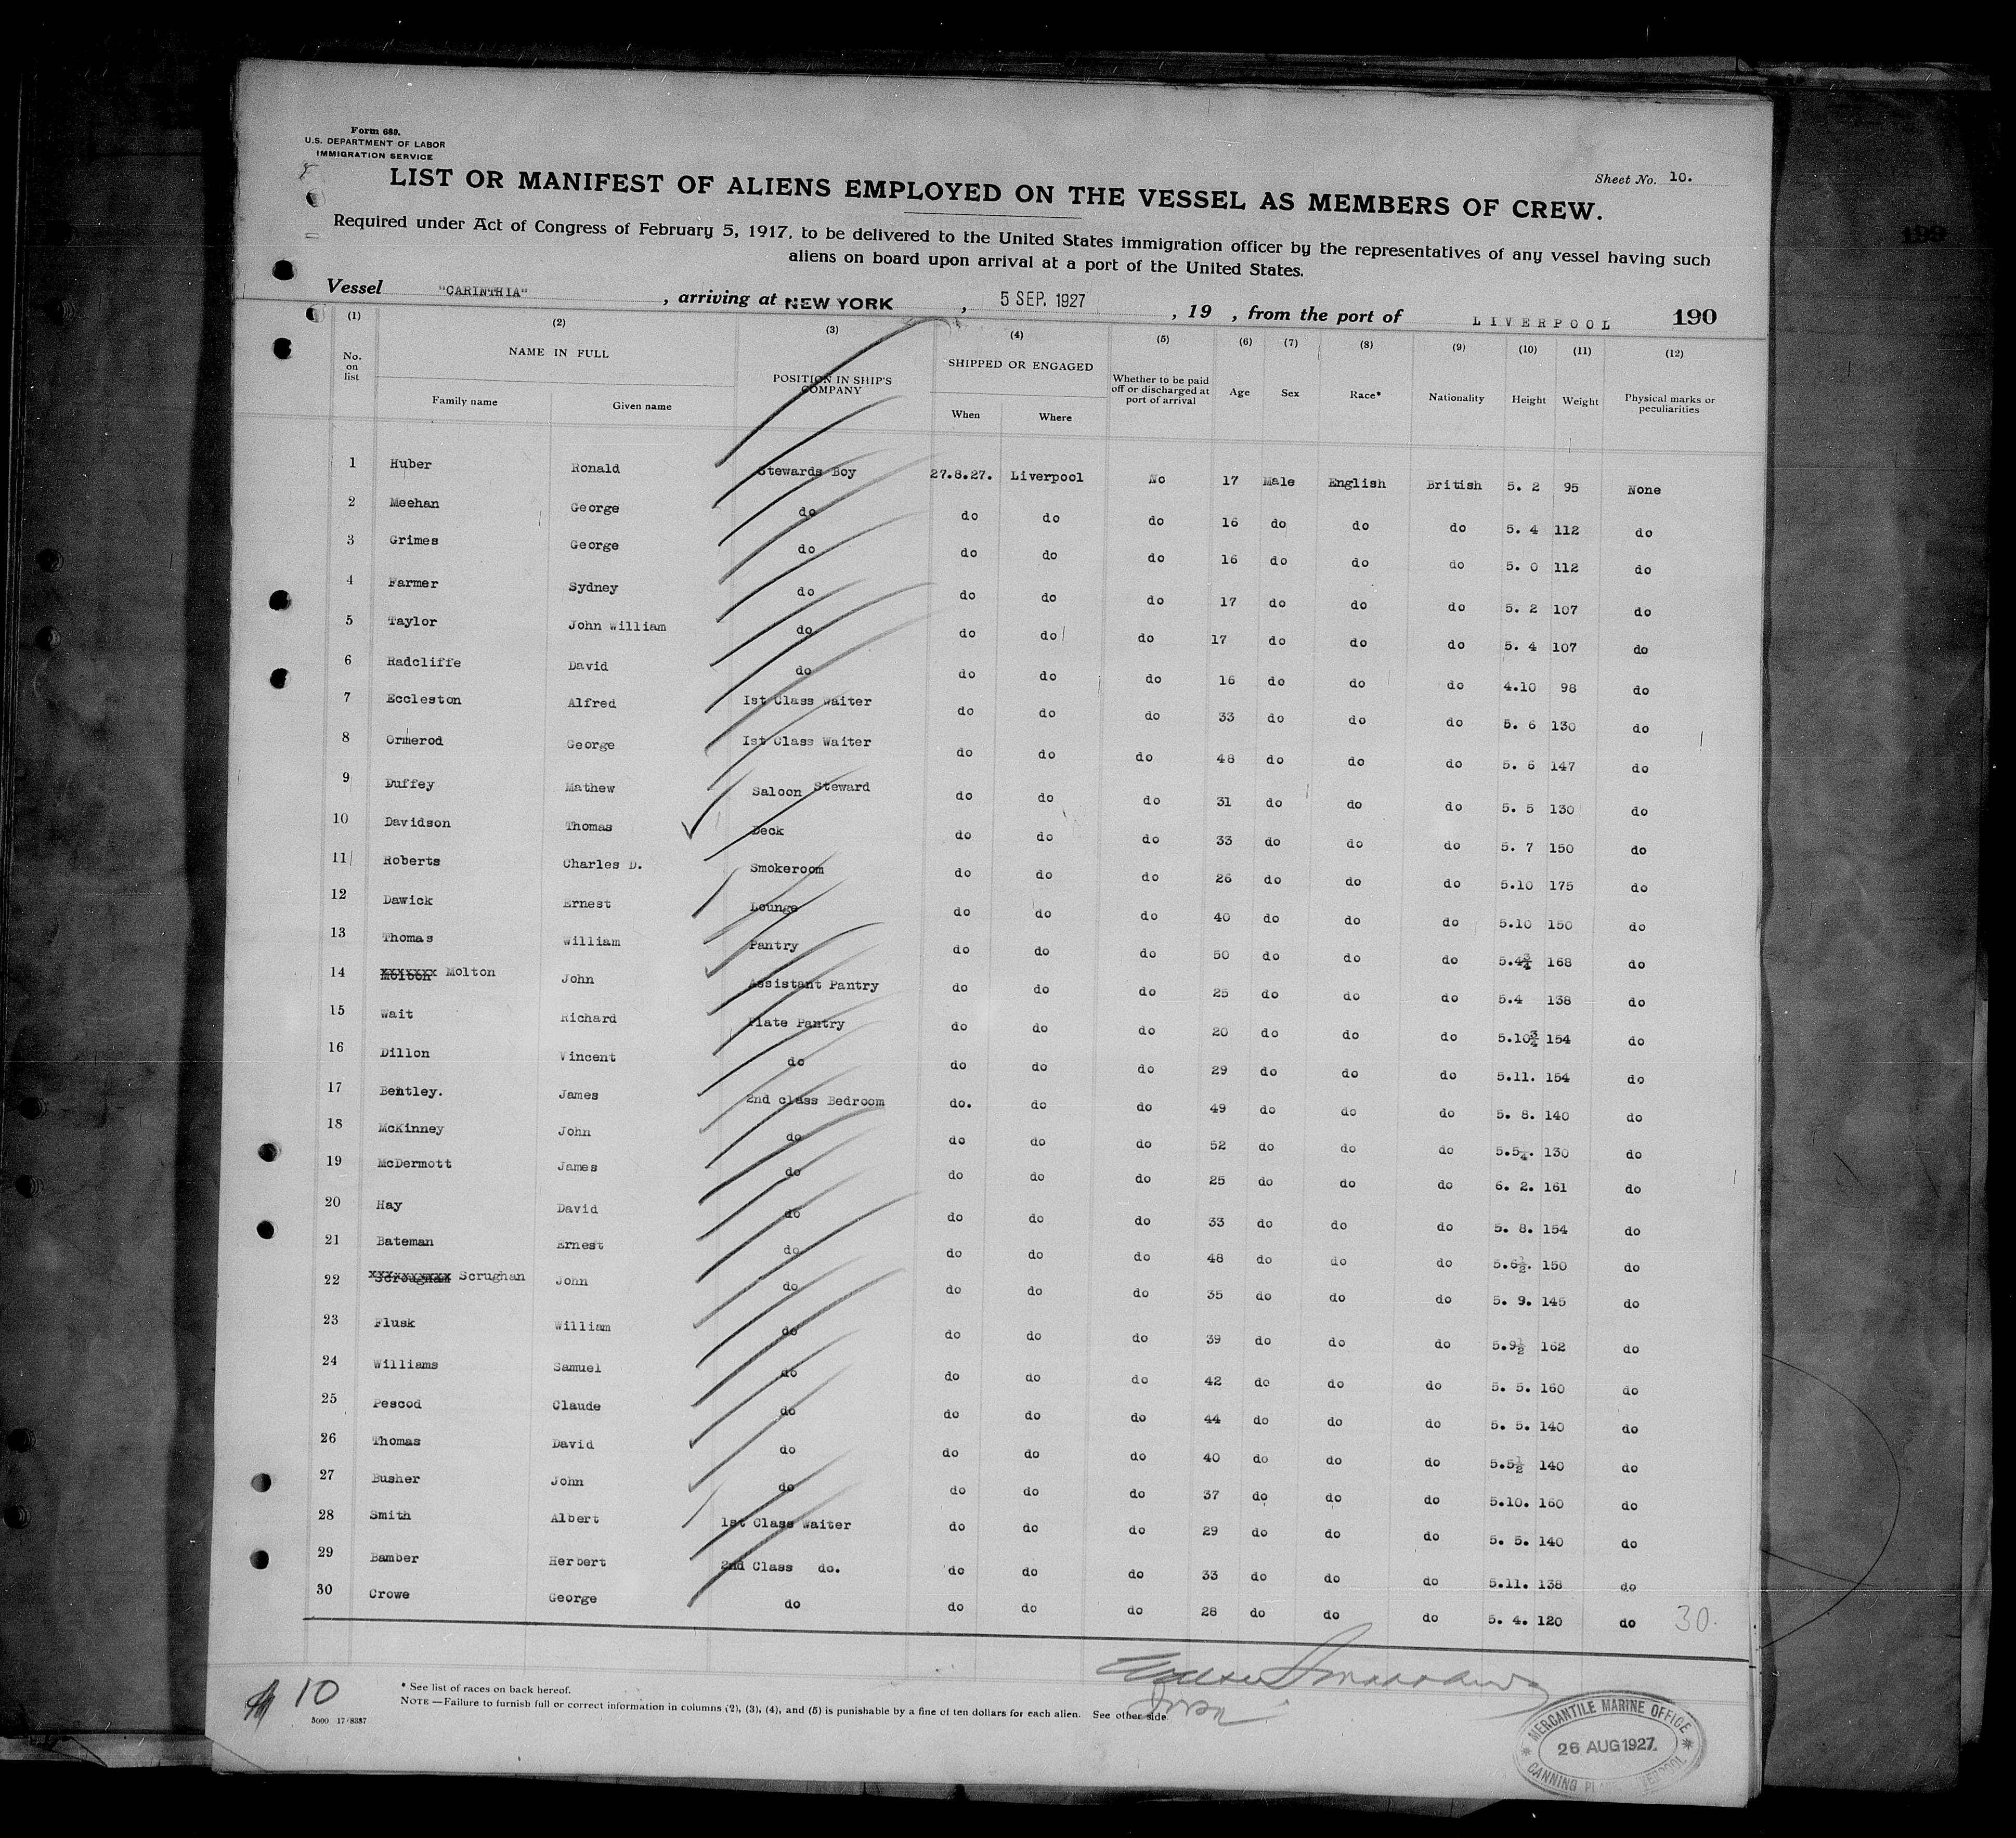 Form 689.
U.S. DEPARTMENT OF LABOR
IMMIGRATION SERVICE
Sheet No. 10.
LIST OR MANIFEST OF ALIENS EMPLOYED ON THE VESSEL AS MEMBERS OF CREW.
Required under Act of Congress of February 5, 1917, to be delivered to the United States immigration officer by the representatives of any vessel having such
aliens on board upon arrival at a port of the United States.
Vessel "CARINTHIA" , arriving at NEW YORK , 5 SEP. 1927 , 19 , from the port of LIVERPOOL 190
(1) (2) (3) (4) (5) (6) (7) (8) (9) (10) (11) (12)
No. on list NAME IN FULL Family name Given name POSITION IN SHIP'S COMPANY SHIPPED OR ENGAGED When Where Whether to be paid off or discharged at port of arrival Age Sex Race* Nationality Height Weight Physical marks or peculiarities
1 Huber Ronald Stewards Boy 27.8.27. Liverpool No 17 Male English British 5. 2 95 None
2 Meehan George do do do do 16 do do do 5. 4 112 do
3 Grimes George do do do do 16 do do do 5. 0 112 do
4 Farmer Sydney do do do do 17 do do do 5. 2 107 do
5 Taylor John William do do do do 17 do do do 5. 4 107 do
6 Radcliffe David do do do do 16 do do do 4.10 98 do
7 Eccleston Alfred Ist Class Waiter do do do 33 do do do 5. 6 130 do
8 Ormerod George Ist Class Waiter do do do 48 do do do 5. 6 147 do
9 Duffey Mathew Saloon Steward do do do 31 do do do 5. 5 130 do
10 Davidson Thomas Deck do do do 33 do do do 5. 7 150 do
11 Roberts Charles D. Smokeroom do do do 26 do do do 5.10 175 do
12 Dawick Ernest Lounge do do do 40 do do do 5.10 150 do
13 Thomas William Pantry do do do 50 do do do 5.4¾ 168 do
14 Molton John Assistant Pantry do do do 25 do do do 5.4 138 do
15 Wait Richard Plate Pantry do do do 20 do do do 5.10¾ 154 do
16 Dillon Vincent do do do do 29 do do do 5.11. 154 do
17 Bentley. James 2nd class Bedroom do. do do 49 do do do 5. 8. 140 do
18 McKinney John do do do do 52 do do do 130 do
19 McDermott James do do do do 25 do do do 6. 2. 161 do
20 Hay David do do do do 33 do do do 5. 8. 154 do
21 Bateman Ernest do do do do 48 do do do 5.6½. 150 do
22 Scrughan John do do do do 35 do do do 5. 9. 145 do
23 Flusk William do do do do 39 do do do 5.9½ 162 do
24 Williams Samuel do do do do 42 do do do 5. 5. 160 do
25 Pescod Claude do do do do 44 do do do 5. 5. 140 do
26 Thomas David do do do do 40 do do do 5.5½ 140 do
27 Busher John do do do do 37 do do do 5.10. 160 do
28 Smith Albert 1st Class Waiter do do do 29 do do do 5. 5. 140 do
29 Bamber Herbert 2nd Class do. do do do 33 do do do 5.11. 138 do
30 Crowe George do do do do 28 do do do 5. 4. 120 do 30.
10
* See list of races on back hereof.
NOTE—Failure to furnish full or correct information in columns (2), (3), (4), and (5) is punishable by a fine of ten dollars for each alien. See other side
5000 17/8337
MERCANTILE MARINE OFFICE
26 AUG 1927
CANNING PLACE LIVERPOOL